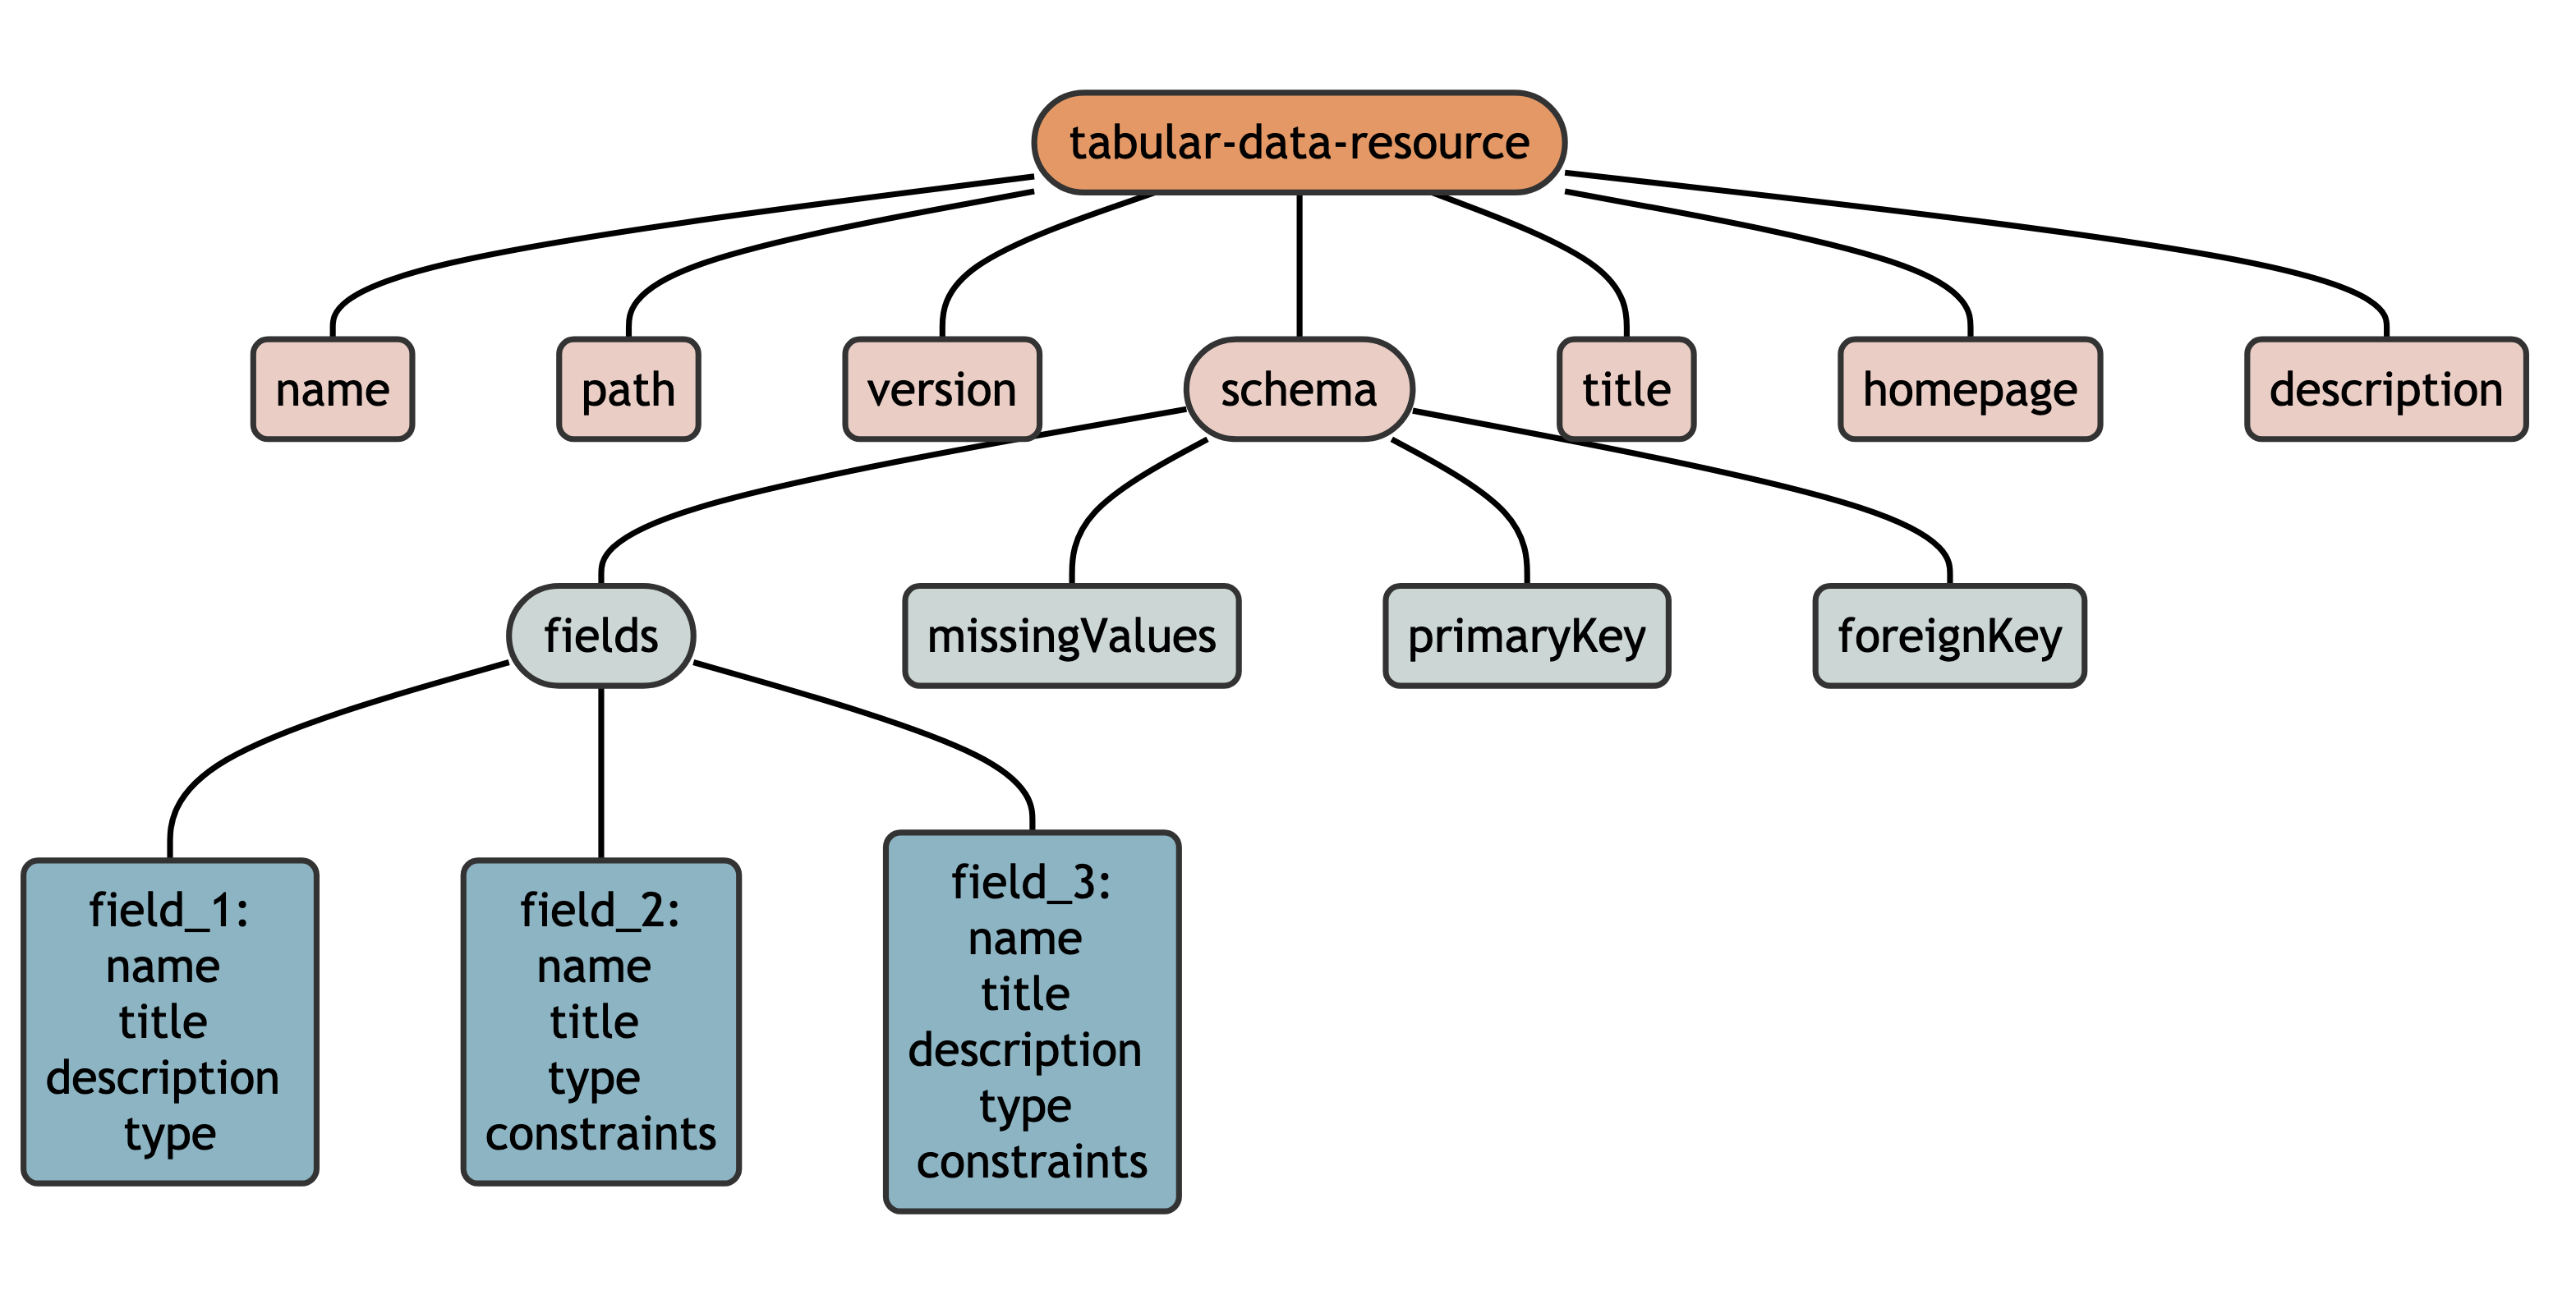 tabular-data-resource
name
path
version
schema
title
homepage
description
fields
missingValues
primaryKey
foreignKey
field_1:
name
title
description
type
field_2:
name
title
type
constraints
field_3:
name
title
description
type
constraints